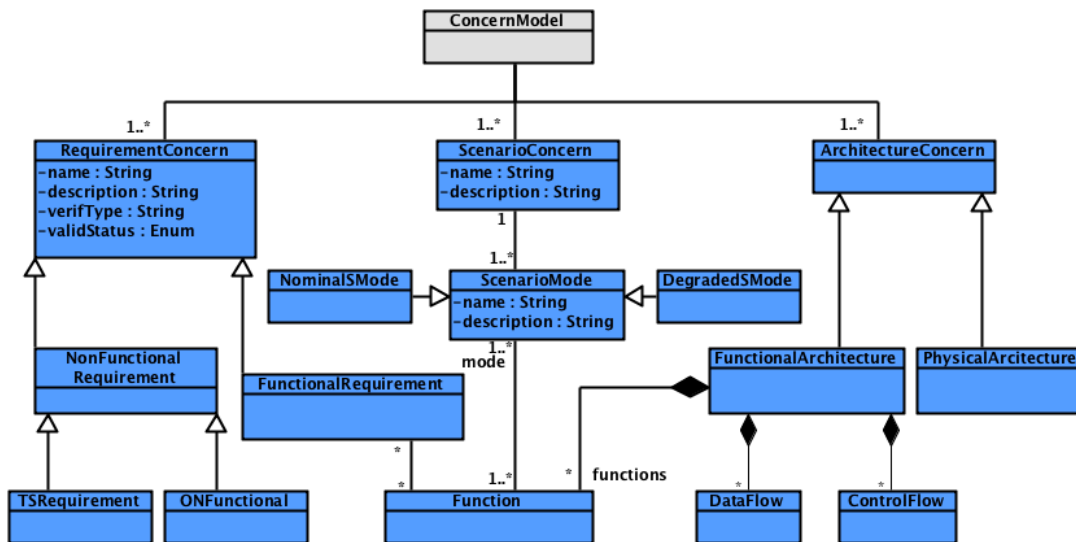 ConcernModel
1..*
1..*
1..*
RequirementConcern
-name : String
-description : String
-verifType : String
-validStatus : Enum
ScenarioConcern
-name : String
-description : String
ArchitectureConcern
1
1..*
NominalSMode
ScenarioMode
-name : String
-description : String
DegradedSMode
1..*
mode
NonFunctional
Requirement
FunctionalRequirement
FunctionalArchitecture
PhysicalArcitecture
*
*
1..*
*
functions
*
*
TSRequirement
ONFunctional
Function
DataFlow
ControlFlow